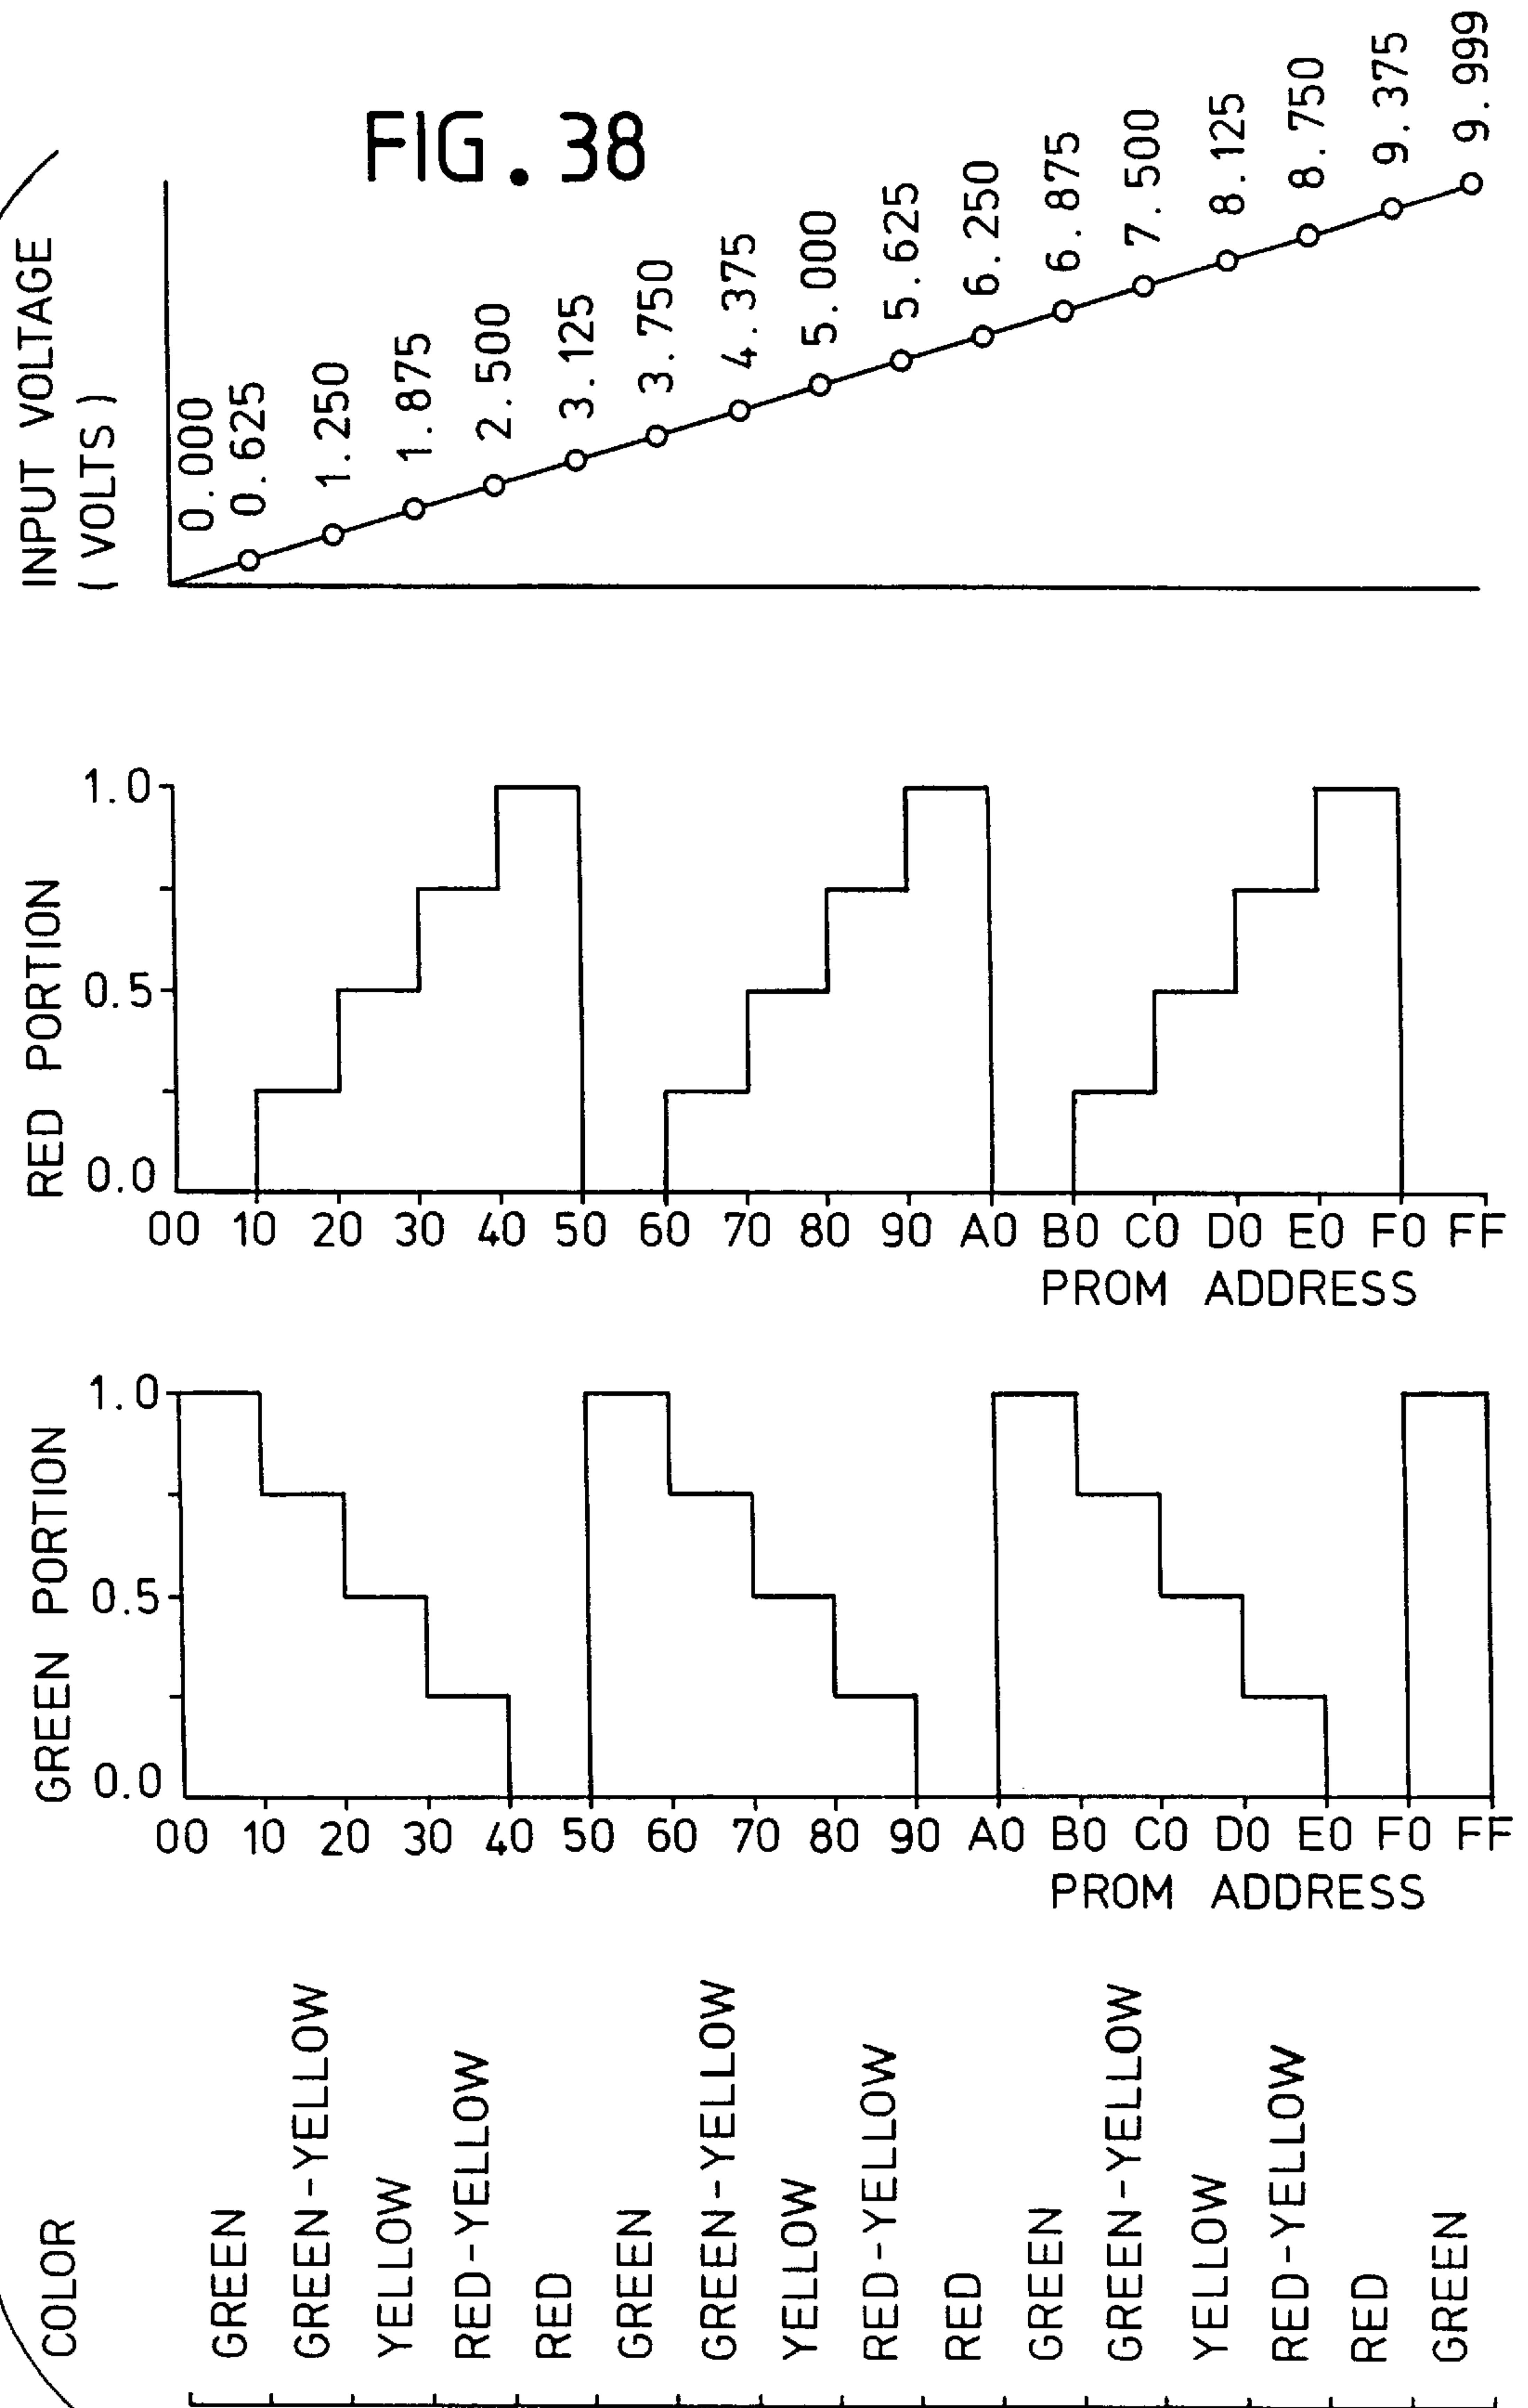 FIG. 38
INPUT VOLTAGE
( VOLTS )
0.000
0.625
1.250
1.875
2.500
3.125
3.750
4.375
5.000
5.625
6.250
6.875
7.500
8.125
8.750
9.375
9.999
RED PORTION
1.0
0.5
0.0
00 10 20 30 40 50 60 70 80 90 A0 B0 C0 D0 E0 F0 FF
PROM ADDRESS
GREEN PORTION
1.0
0.5
0.0
00 10 20 30 40 50 60 70 80 90 A0 B0 C0 D0 E0 F0 FF
PROM ADDRESS
COLOR
GREEN
GREEN-YELLOW
YELLOW
RED-YELLOW
RED
GREEN
GREEN-YELLOW
YELLOW
RED-YELLOW
RED
GREEN
GREEN-YELLOW
YELLOW
RED-YELLOW
RED
GREEN